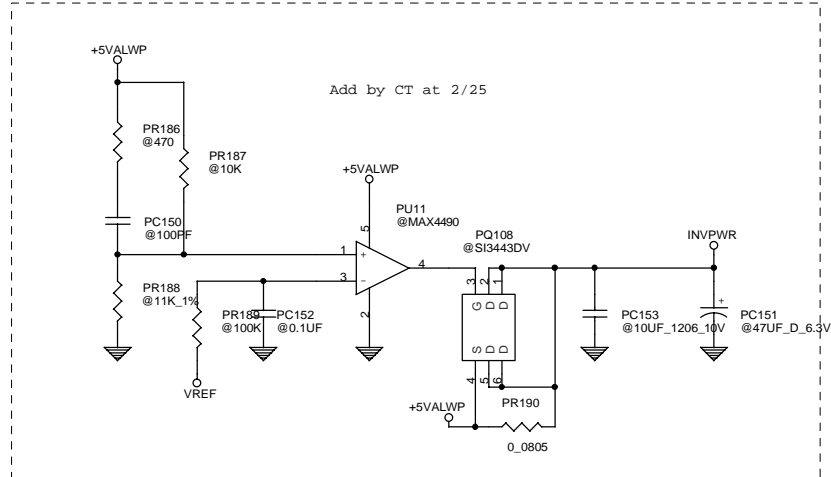 +5VALWP
Add by CT at 2/25
PR186
@470
PR187
@10K
+5VALWP
PU11
@MAX4490
PC150
@100PF
5
1
+
4
3
-
2
PQ108
@SI3443DV
INVPWR
3
2
1
G
D
D
S
D
D
4
5
6
PR188
@11K_1%
PR189
@100K
PC152
@0.1UF
VREF
PC153
@10UF_1206_10V
+
PC151
@47UF_D_6.3V
+5VALWP
PR190
0_0805